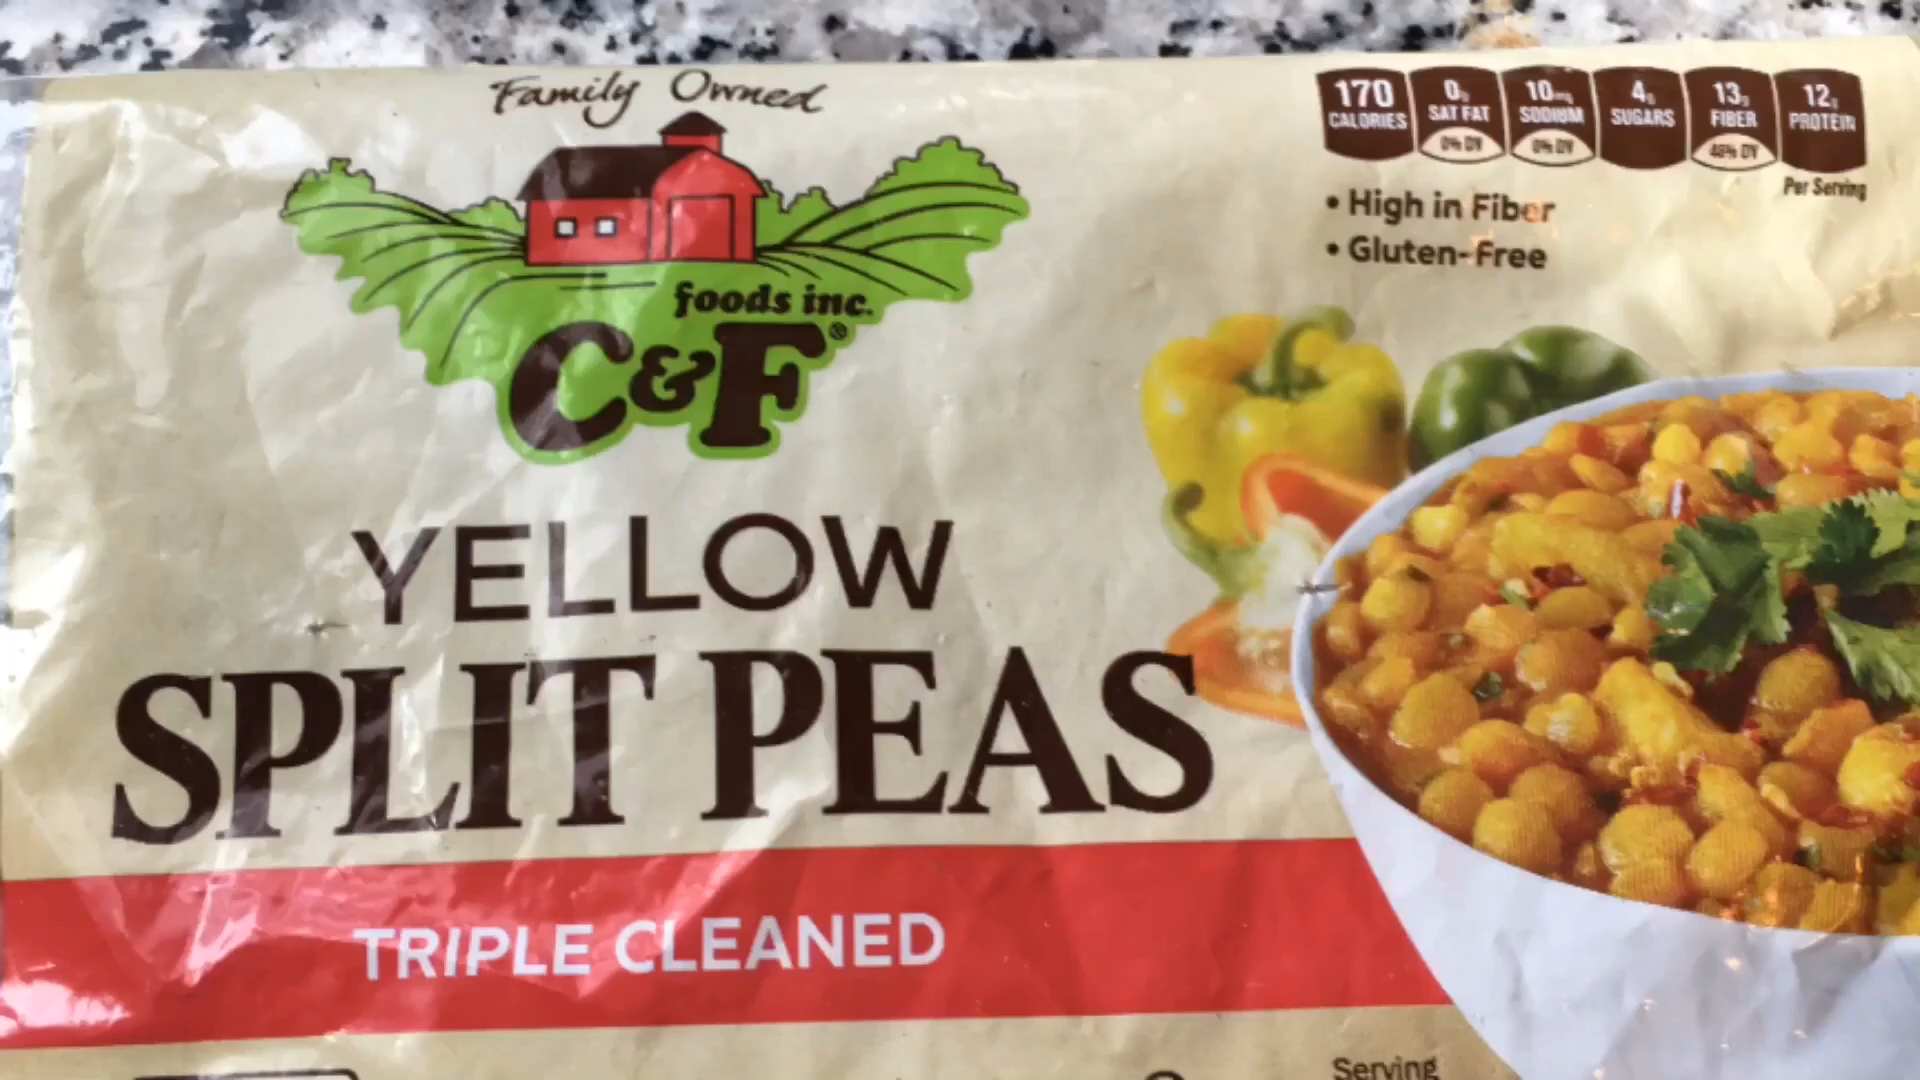 Family Owned
foods inc.
C&F®
YELLOW
SPLIT PEAS
TRIPLE CLEANED
170 CALORIES
0g SAT FAT 0% DV
10mg SODIUM 0% DV
4g SUGARS
13g FIBER 46% DV
12g PROTEIN
Per Serving
• High in Fiber
• Gluten-Free
Serving